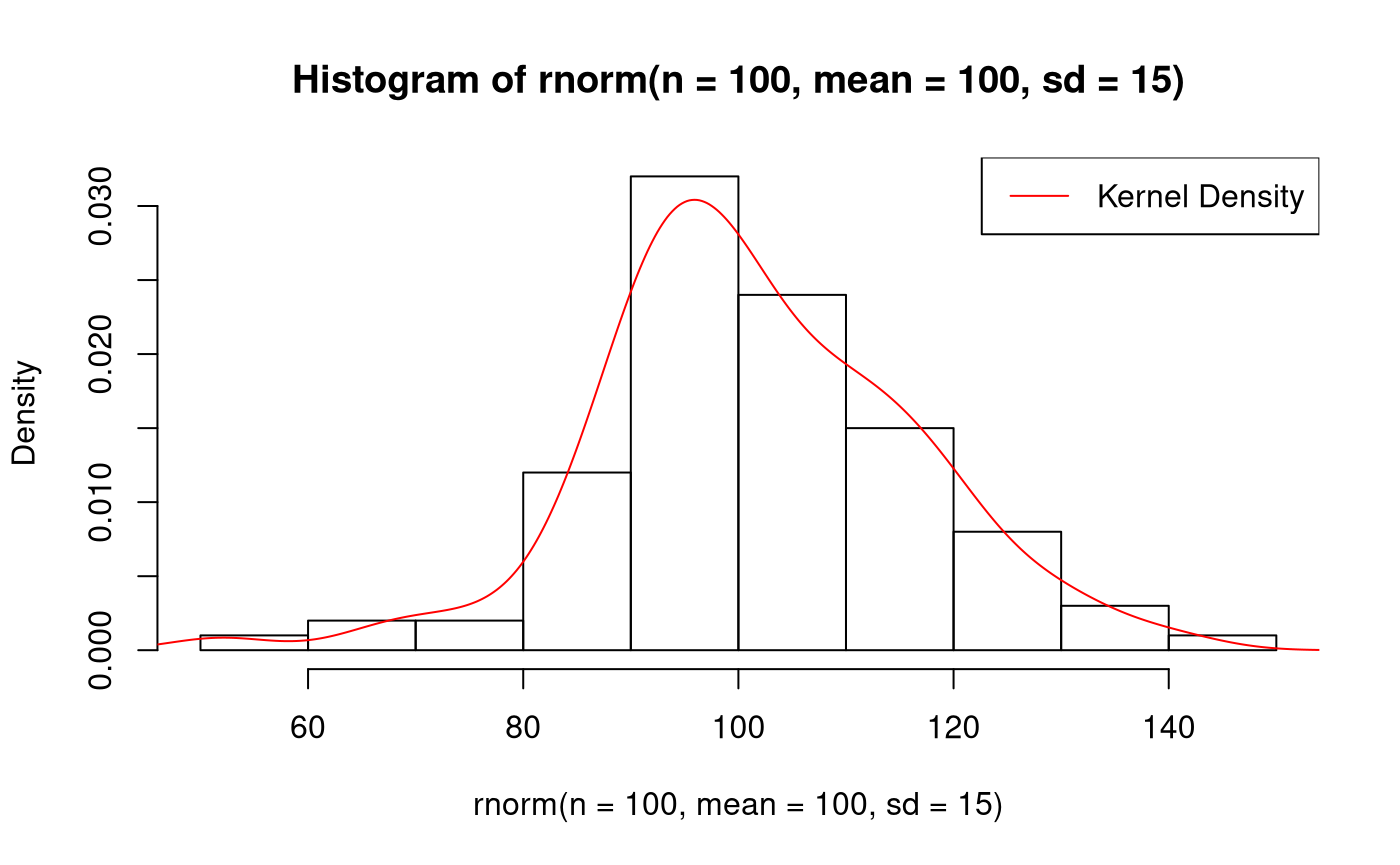 Histogram of rnorm(n = 100, mean = 100, sd = 15)
Kernel Density
Density
0.030
0.020
0.010
0.000
60 80 100 120 140
rnorm(n = 100, mean = 100, sd = 15)